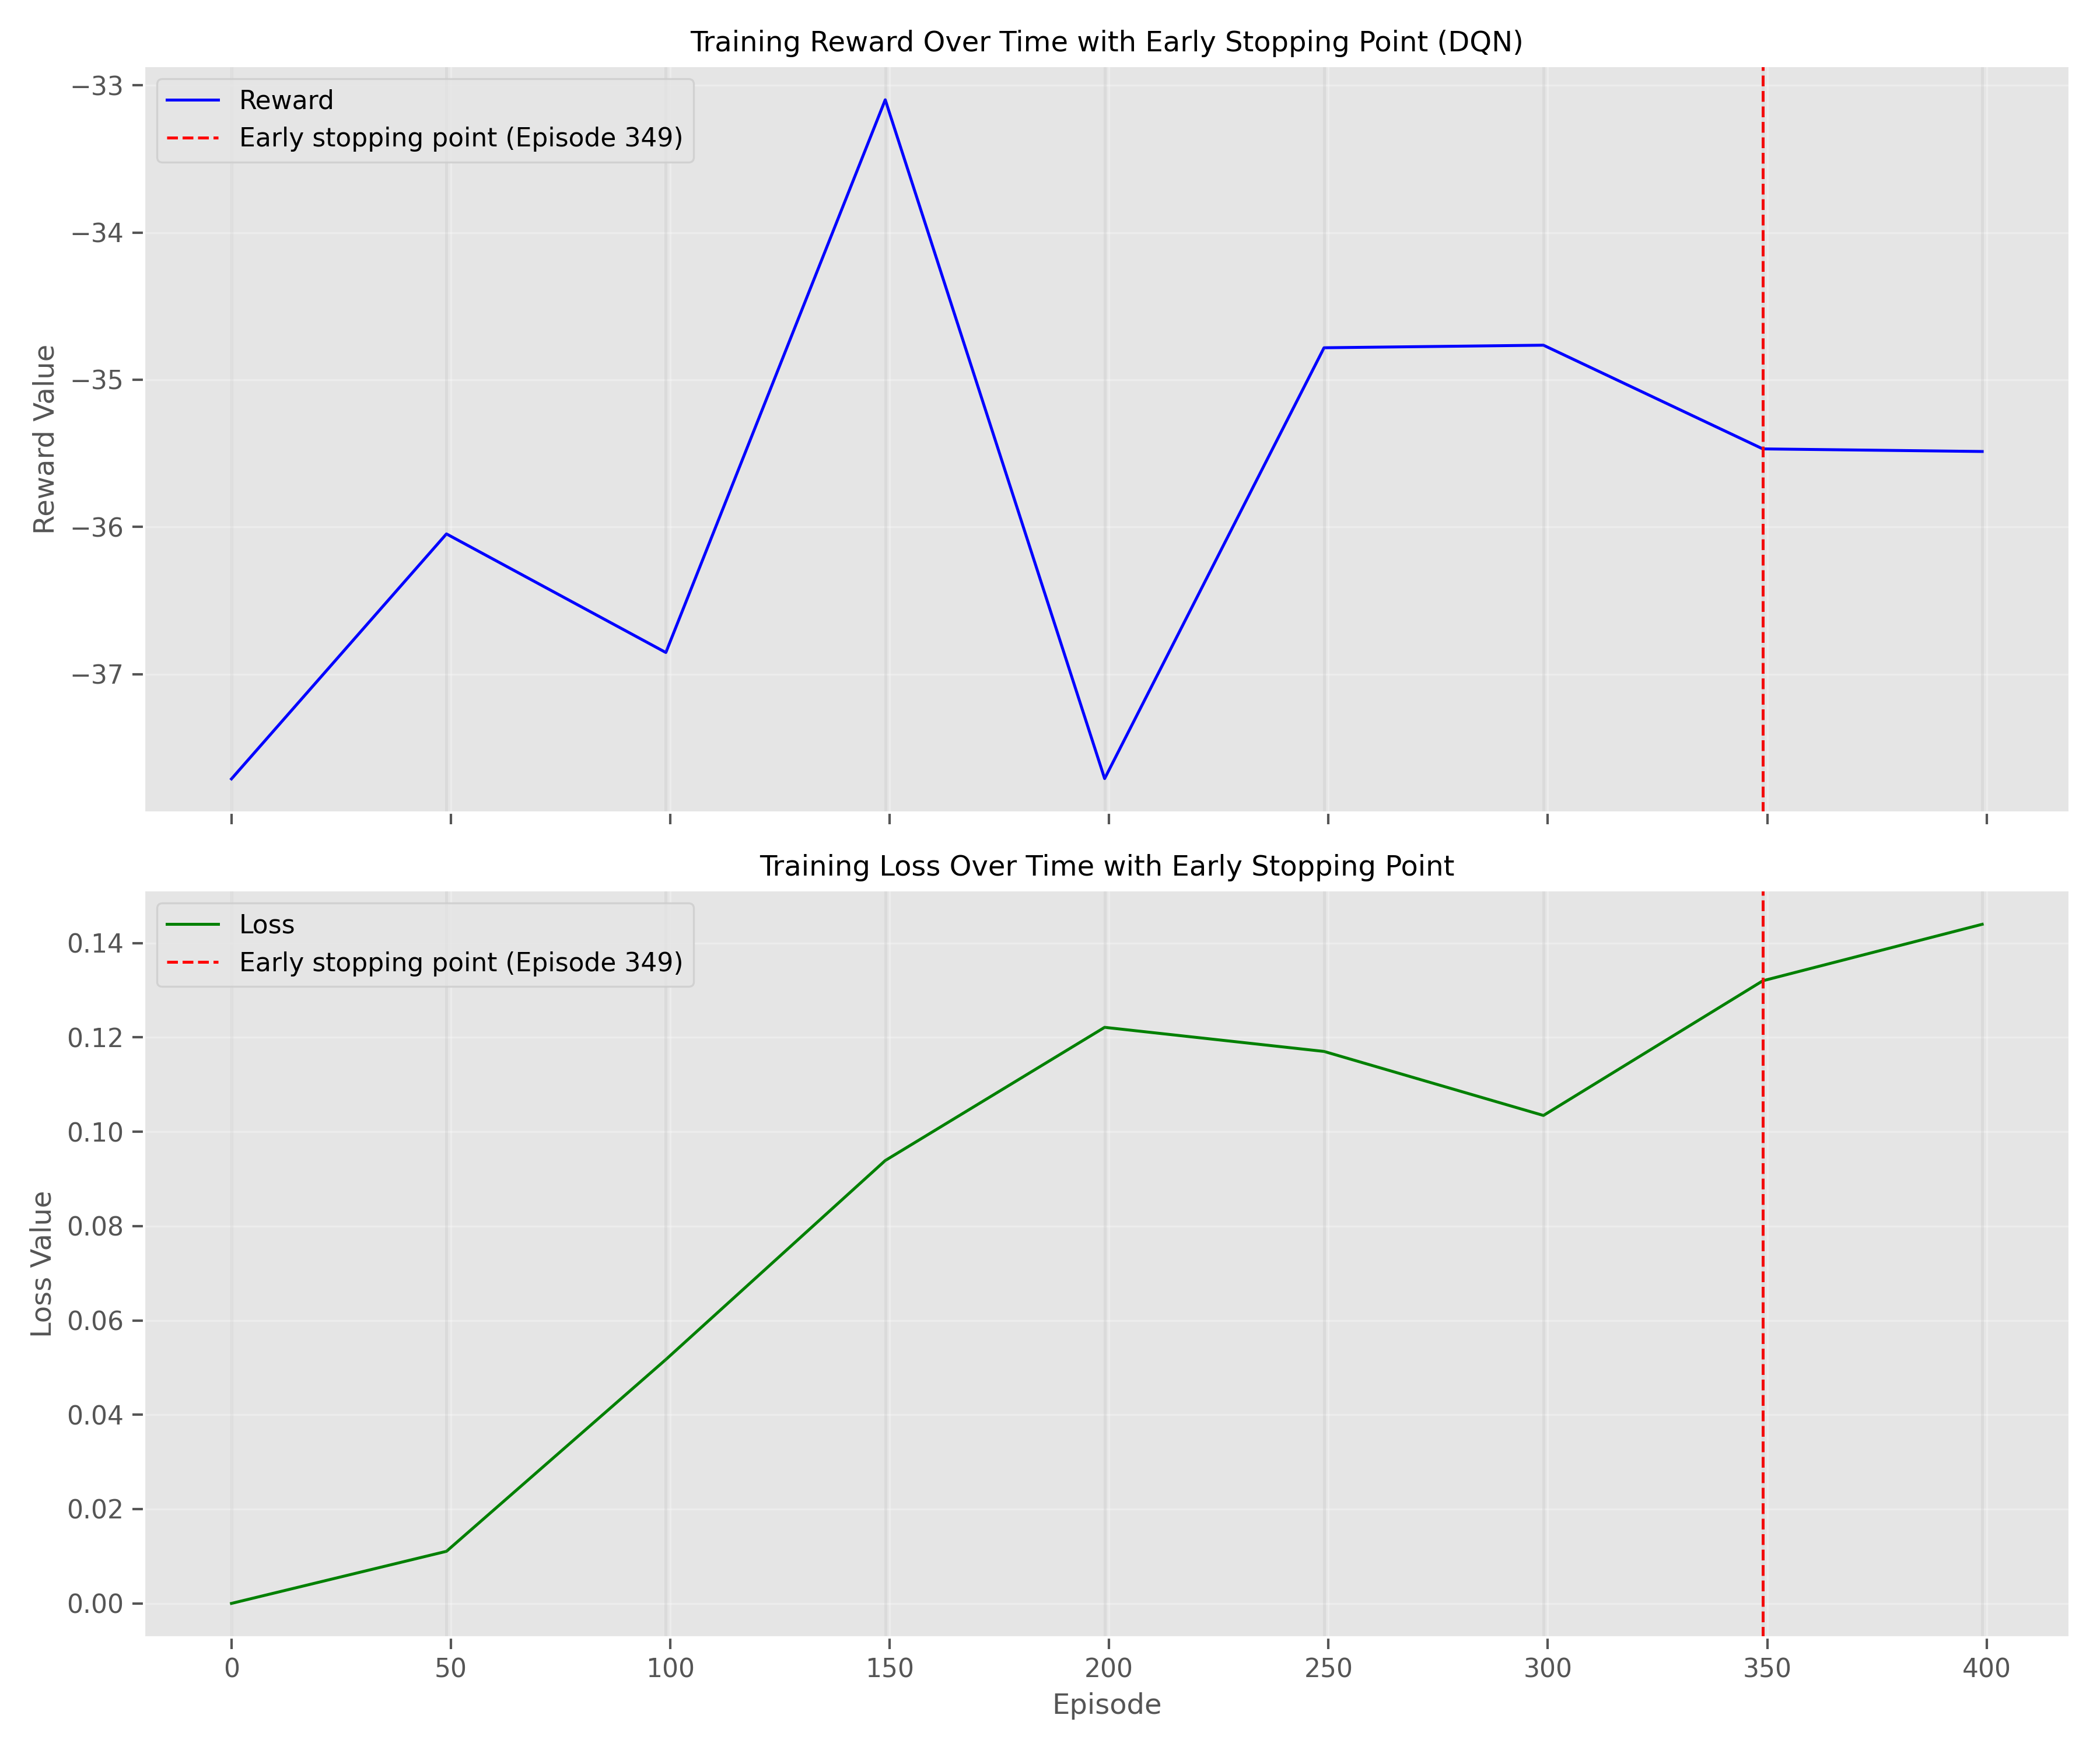 Training Reward Over Time with Early Stopping Point (DQN)
Reward
Early stopping point (Episode 349)
−33
−34
−35
−36
−37
Reward Value
Training Loss Over Time with Early Stopping Point
Loss
Early stopping point (Episode 349)
0.14
0.12
0.10
0.08
0.06
0.04
0.02
0.00
Loss Value
0 50 100 150 200 250 300 350 400
Episode